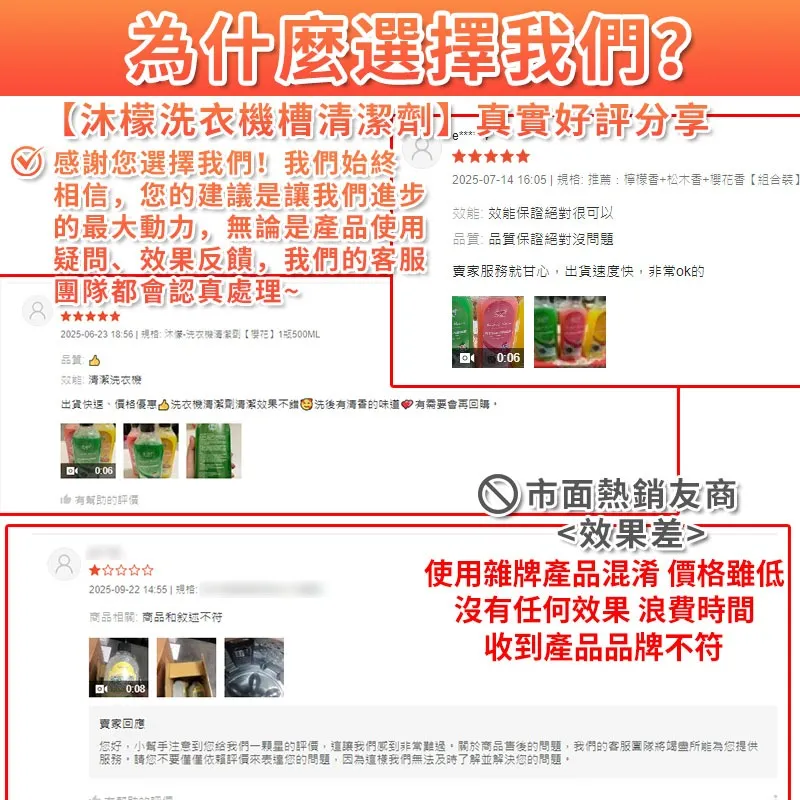 為什麼選擇我們？
【沐檬洗衣機槽清潔劑】真實好評分享
感謝您選擇我們！我們始終
相信，您的建議是讓我們進步
的最大動力，無論是產品使用
疑問、效果反饋，我們的客服
團隊都會認真處理~
2025-07-14 16:05 | 規格: 推薦：檸檬香+松木香+櫻花香【組合裝】
效能: 效能保證絕對很可以
品質: 品質保證絕對沒問題
賣家服務就甘心，出貨速度快，非常ok的
0:06
2025-06-23 18:56 | 規格: 沐檬-洗衣機清潔劑【櫻花】1瓶500ML
品質: 👍
效能: 清潔洗衣機
出貨快速、價格優惠👍洗衣機清潔劑清潔效果不錯🥰洗後有清香的味道💕有需要會再回購。
0:06
有幫助的評價
市面熱銷友商
<效果差>
使用雜牌產品混淆 價格雖低
沒有任何效果 浪費時間
收到產品品牌不符
2025-09-22 14:55 | 規格:
商品相關: 商品和敘述不符
0:08
賣家回應
您好，小幫手注意到您給我們一顆星的評價，這讓我們感到非常難過。關於商品售後的問題，我們的客服團隊將竭盡所能為您提供
服務。請您不要僅僅依賴評價來表達您的問題，因為這樣我們無法及時了解並解決您的問題。